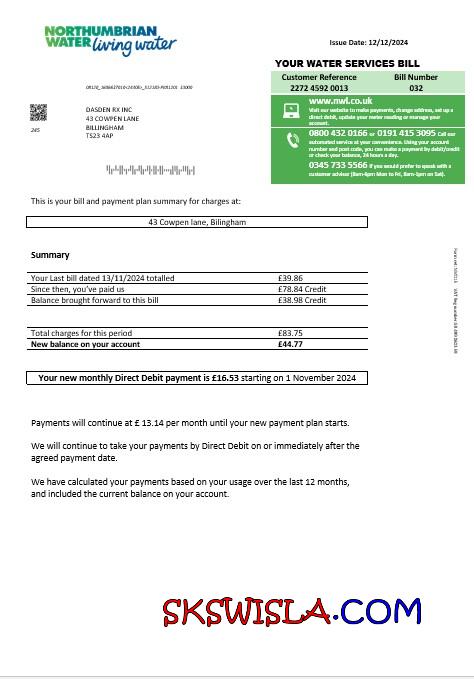 NORTHUMBRIAN
WATER living water
Issue Date: 12/12/2024
YOUR WATER SERVICES BILL
Customer Reference
Bill Number
2272 4592 0013
032
www.nwl.co.uk
Visit our website to make payments, change address, set up a
direct debit, update your meter reading or manage your
account.
0800 432 0166 or 0191 415 3095 Call our
automated service at your convenience. Using your account
number and post code, you can make a payment by debit/credit
or check your balance, 24 hours a day.
0345 733 5566 If you would prefer to speak with a
customer advisor (8am-6pm Mon to Fri, 8am-1pm on Sat).
DASDEN RX INC
43 COWPEN LANE
BILLINGHAM
TS23 4AP
245
This is your bill and payment plan summary for charges at:
43 Cowpen lane, Bilingham
Summary
Your Last bill dated 13/11/2024 totalled £39.86
Since then, you've paid us £78.84 Credit
Balance brought forward to this bill £38.98 Credit
Total charges for this period £83.75
New balance on your account £44.77
Your new monthly Direct Debit payment is £16.53 starting on 1 November 2024
Payments will continue at £ 13.14 per month until your new payment plan starts.
We will continue to take your payments by Direct Debit on or immediately after the
agreed payment date.
We have calculated your payments based on your usage over the last 12 months,
and included the current balance on your account.
SKSWISLA.COM